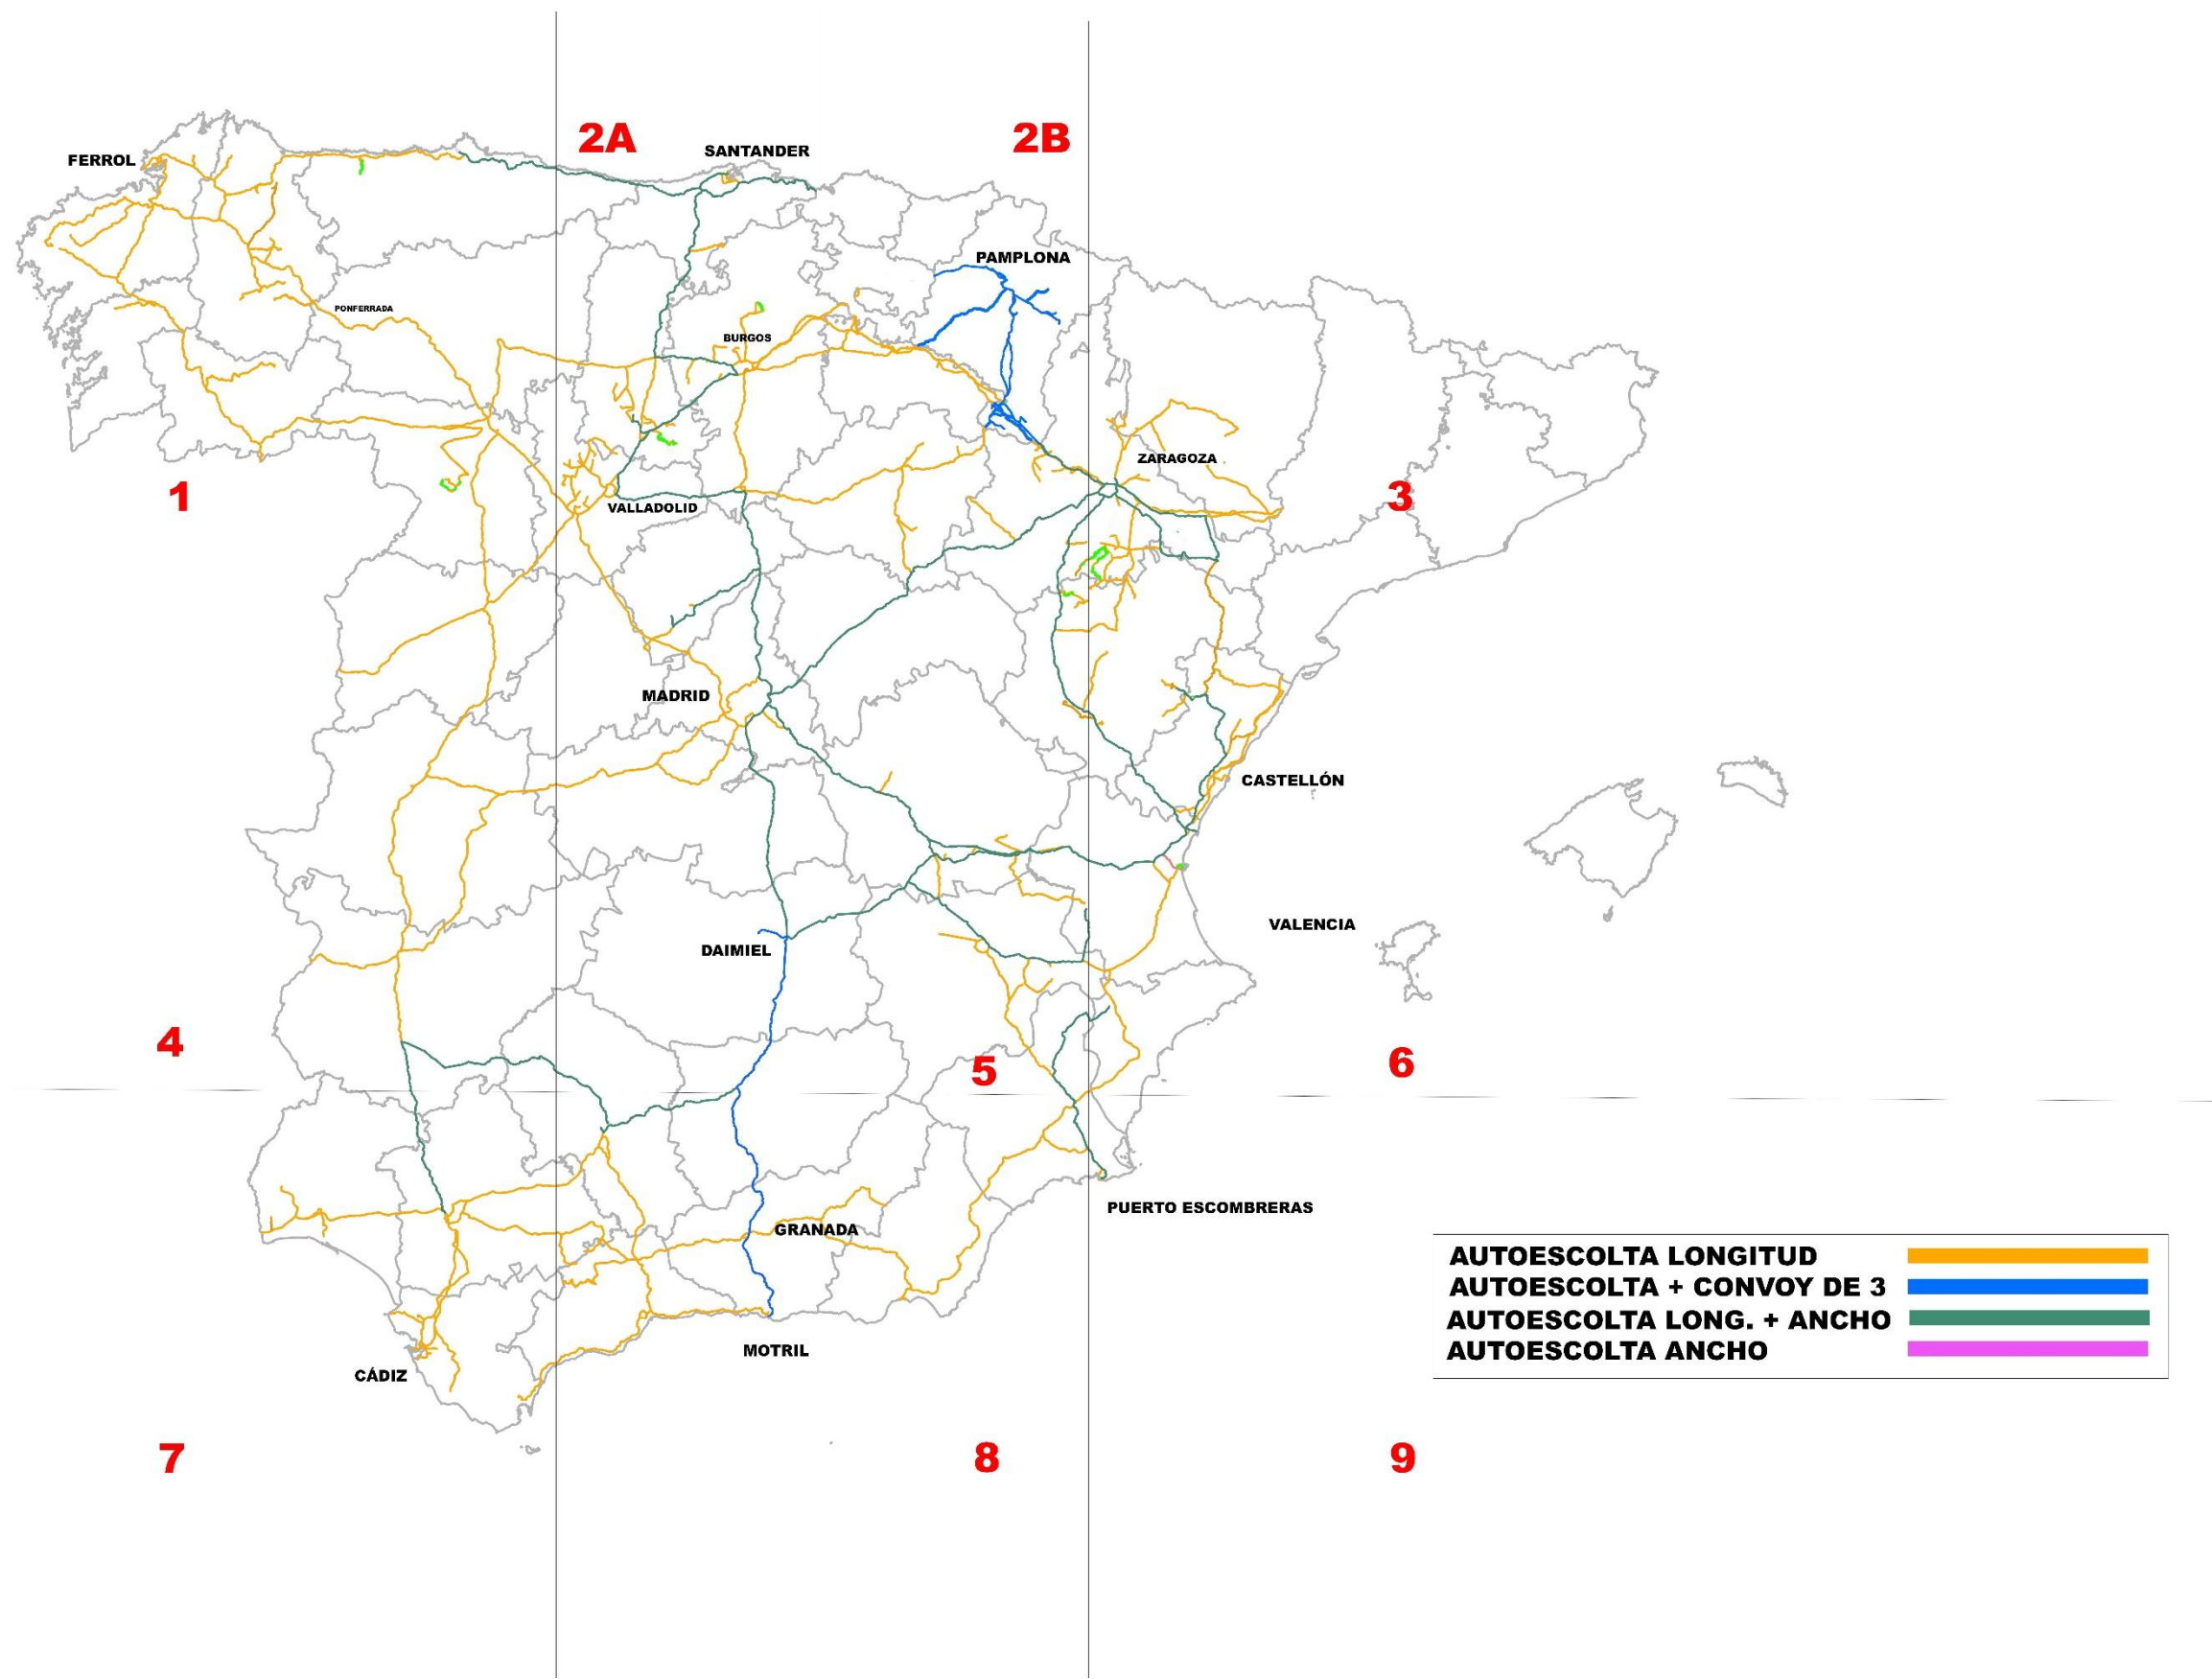 2A
2B
SANTANDER
FERROL
PAMPLONA
PONFERRADA
BURGOS
ZARAGOZA
1
3
VALLADOLID
MADRID
CASTELLÓN
VALENCIA
DAIMIEL
4
5
6
PUERTO ESCOMBRERAS
GRANADA
AUTOESCOLTA LONGITUD
AUTOESCOLTA + CONVOY DE 3
AUTOESCOLTA LONG. + ANCHO
AUTOESCOLTA ANCHO
MOTRIL
CÁDIZ
7
8
9